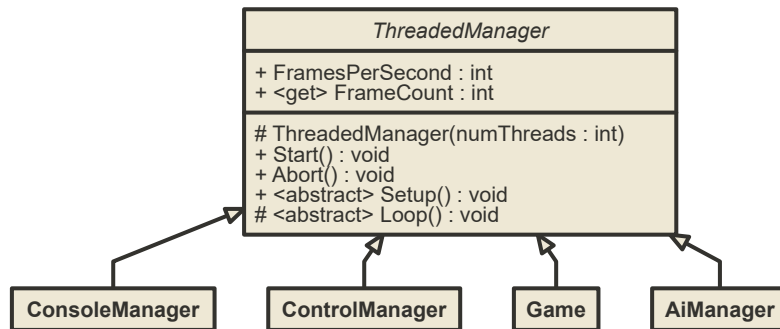 ThreadedManager
+ FramesPerSecond : int
+ <get> FrameCount : int
# ThreadedManager(numThreads : int)
+ Start() : void
+ Abort() : void
+ <abstract> Setup() : void
# <abstract> Loop() : void
ConsoleManager
ControlManager
Game
AiManager